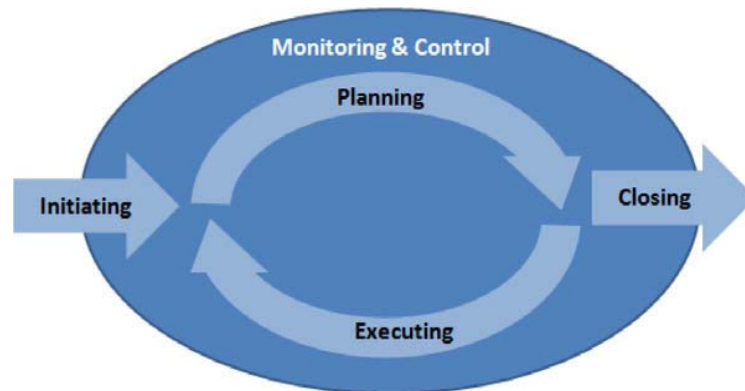 Monitoring & Control
Planning
Initiating
Closing
Executing